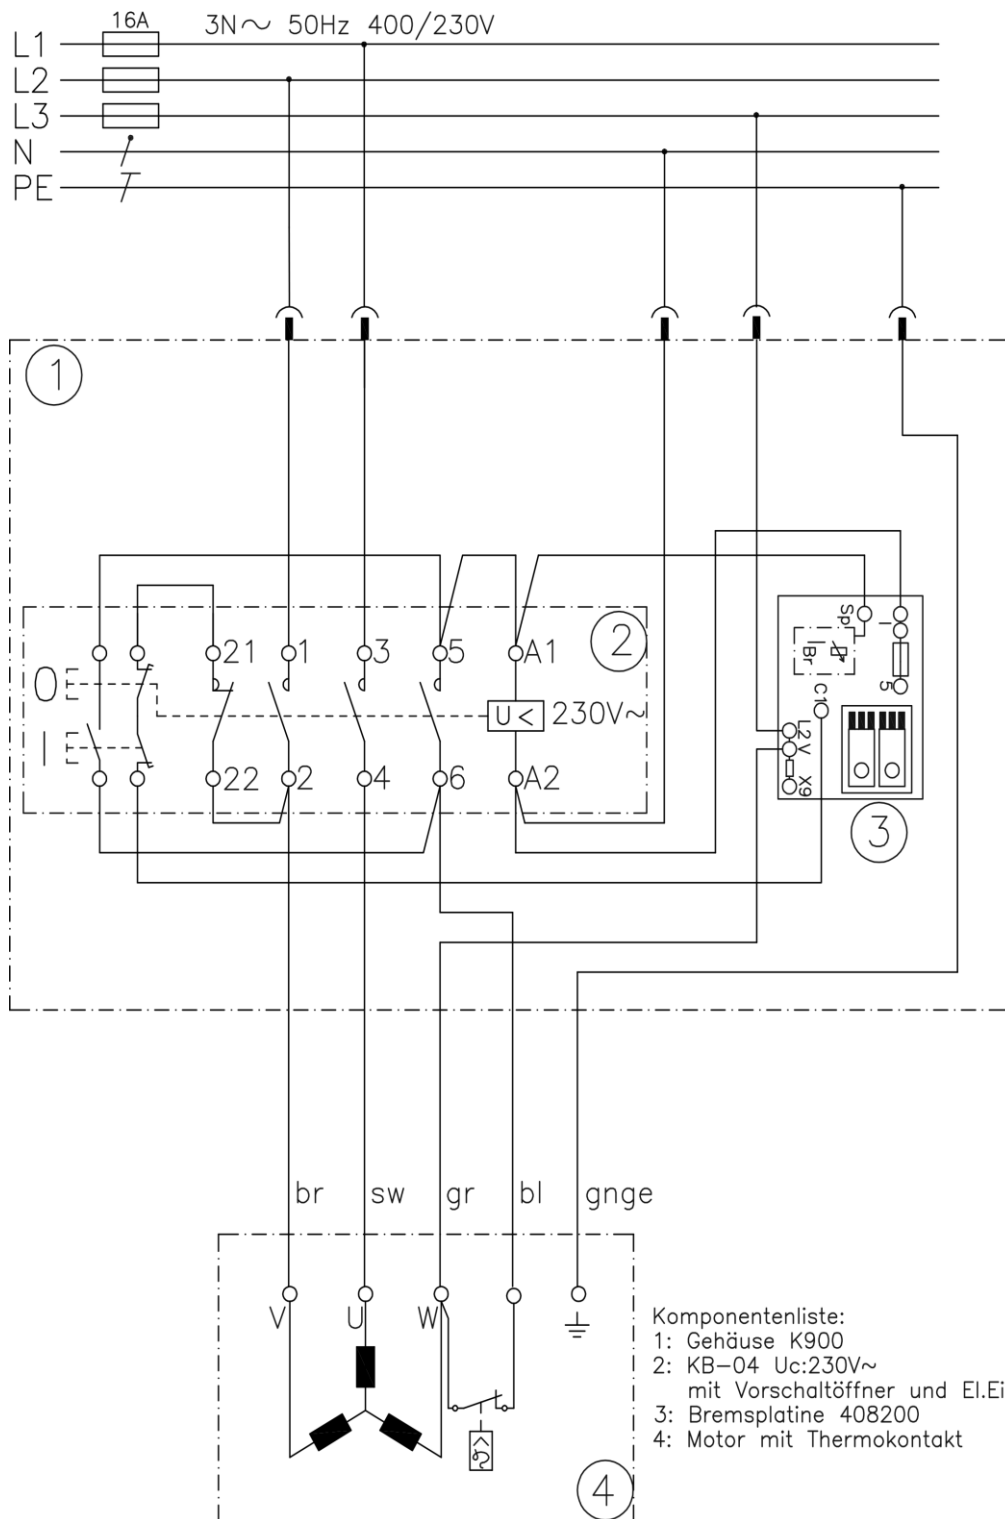 16A
3N~ 50Hz 400/230V
L1
L2
L3
N
PE
1
2
O
I
21
1
3
5
A1
U<
230V~
22
2
4
6
A2
Sp
I
IBr
5
C1
L2
V
X9
3
br
sw
gr
bl
gnge
V
U
W
4
Komponentenliste:
1: Gehäuse K900
2: KB-04 Uc:230V~
mit Vorschaltöffner und El.Ei
3: Bremsplatine 408200
4: Motor mit Thermokontakt